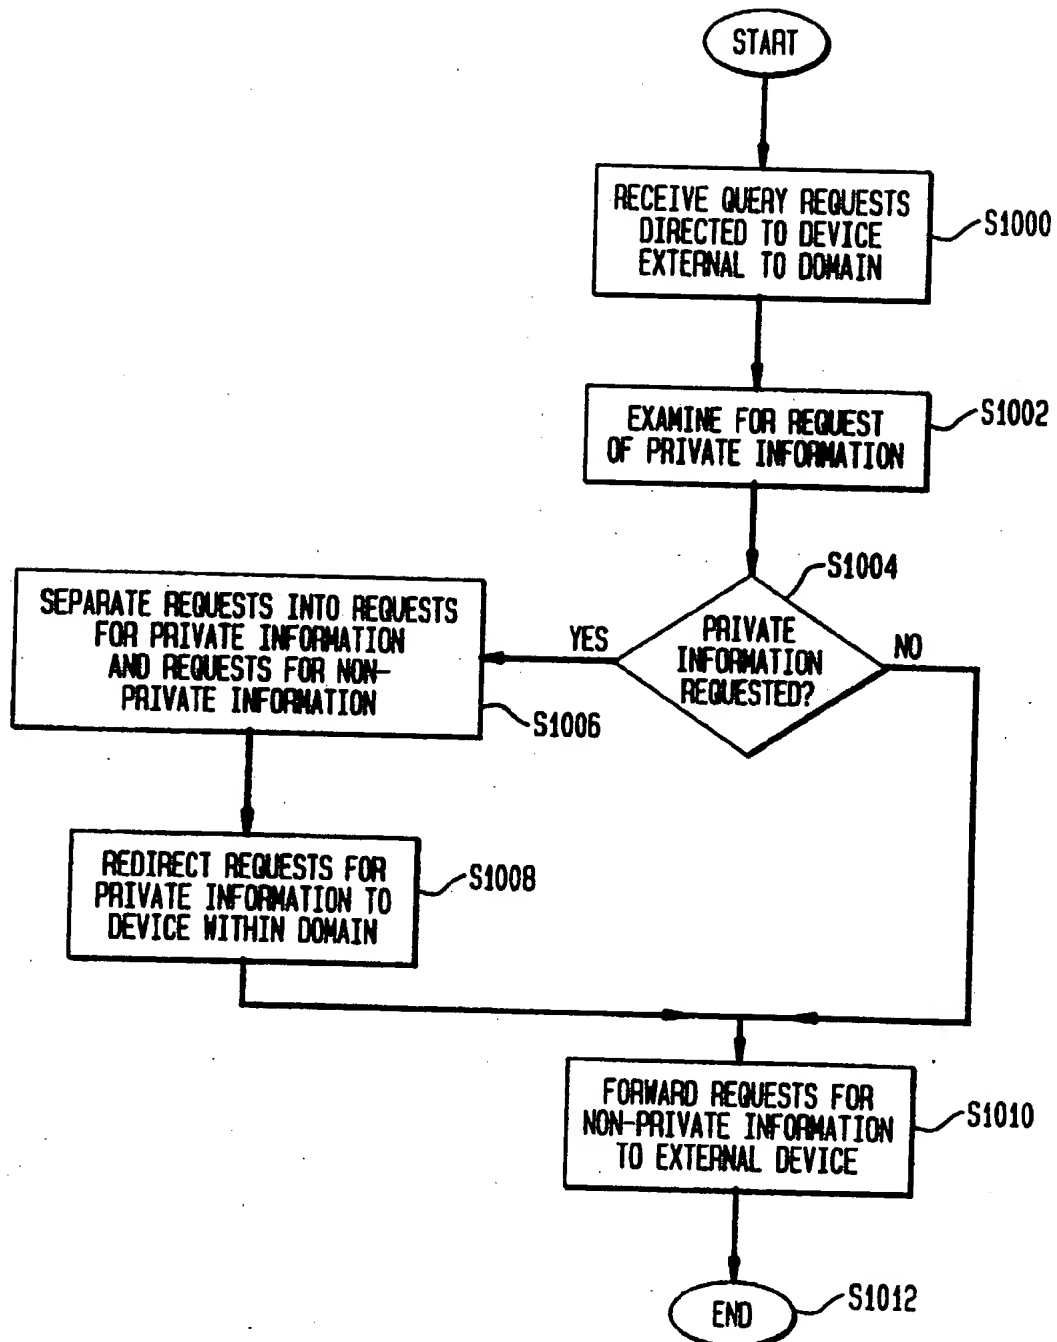 START
RECEIVE QUERY REQUESTS
DIRECTED TO DEVICE
EXTERNAL TO DOMAIN
S1000
EXAMINE FOR REQUEST
OF PRIVATE INFORMATION
S1002
S1004
PRIVATE
INFORMATION
REQUESTED?
YES
NO
SEPARATE REQUESTS INTO REQUESTS
FOR PRIVATE INFORMATION
AND REQUESTS FOR NON-
PRIVATE INFORMATION
S1006
REDIRECT REQUESTS FOR
PRIVATE INFORMATION TO
DEVICE WITHIN DOMAIN
S1008
FORWARD REQUESTS FOR
NON-PRIVATE INFORMATION
TO EXTERNAL DEVICE
S1010
END
S1012